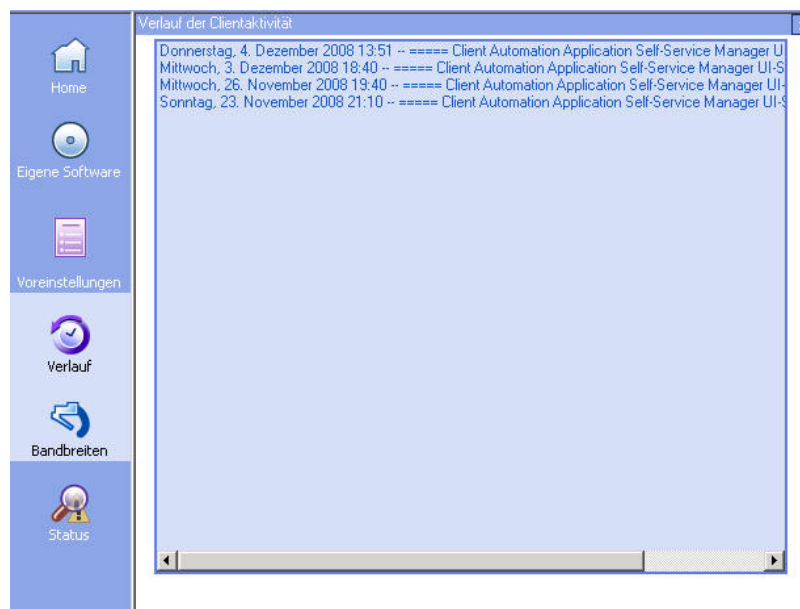 Verlauf der Clientaktivität
Home
Eigene Software
Voreinstellungen
Verlauf
Bandbreiten
Status
Donnerstag, 4. Dezember 2008 13:51 -- ===== Client Automation Application Self-Service Manager U
Mittwoch, 3. Dezember 2008 18:40 -- ===== Client Automation Application Self-Service Manager UI-S
Mittwoch, 26. November 2008 19:40 -- ===== Client Automation Application Self-Service Manager UI-
Sonntag, 23. November 2008 21:10 -- ===== Client Automation Application Self-Service Manager UI-S